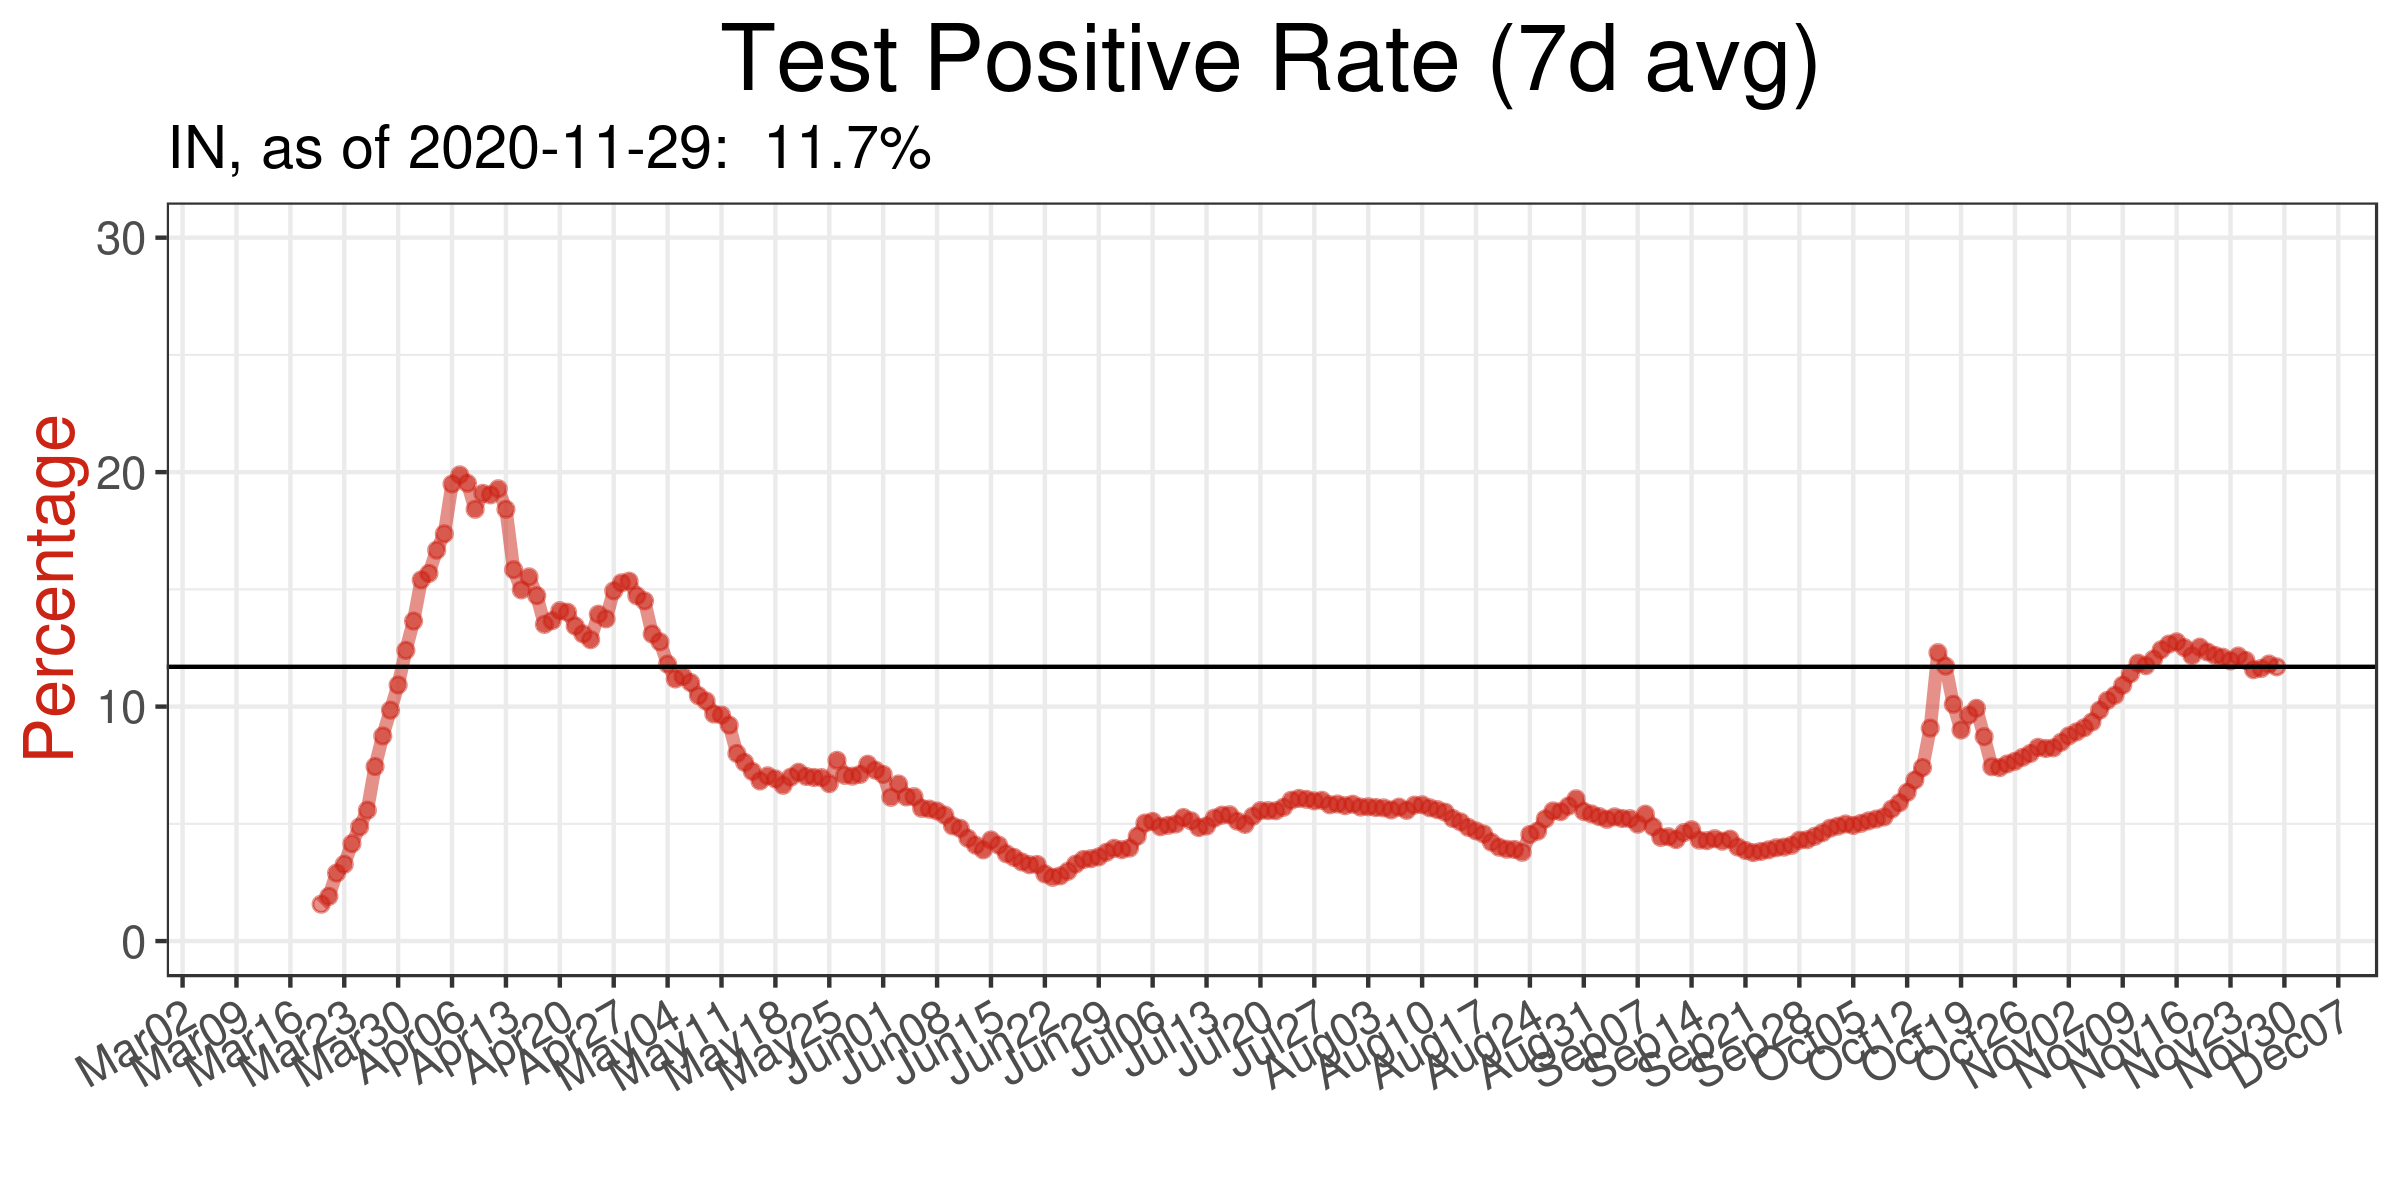 Test Positive Rate (7d avg)
IN, as of 2020-11-29:  11.7%
Percentage
30
20
10
0
Mar02
Mar09
Mar16
Mar23
Mar30
Apr06
Apr13
Apr20
Apr27
May04
May11
May18
May25
Jun01
Jun08
Jun15
Jun22
Jun29
Jul06
Jul13
Jul20
Jul27
Aug03
Aug10
Aug17
Aug24
Aug31
Sep07
Sep14
Sep21
Sep28
Oct05
Oct12
Oct19
Oct26
Nov02
Nov09
Nov16
Nov23
Nov30
Dec07